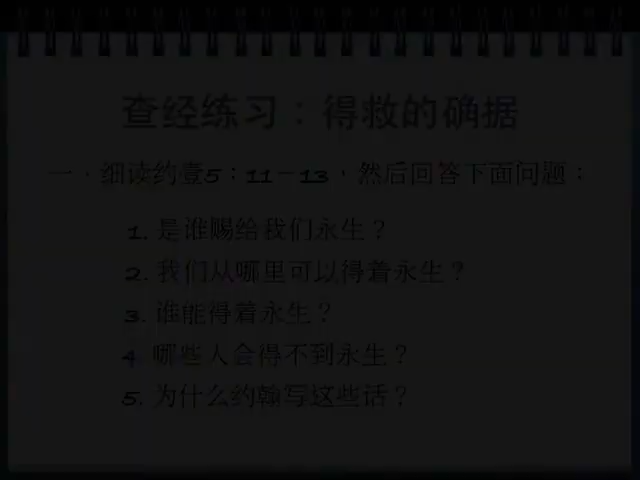 查经练习：得救的确据
一．细读约壹5：11－13，然后回答下面问题：
1. 是谁赐给我们永生？
2. 我们从哪里可以得着永生？
3. 谁能得着永生？
4. 哪些人会得不到永生？
5. 为什么约翰写这些话？